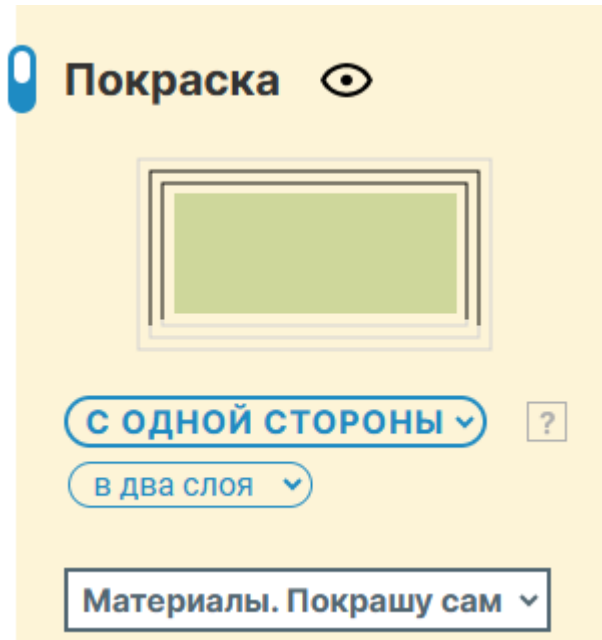 Покраска
С ОДНОЙ СТОРОНЫ
?
в два слоя
Материалы. Покрашу сам